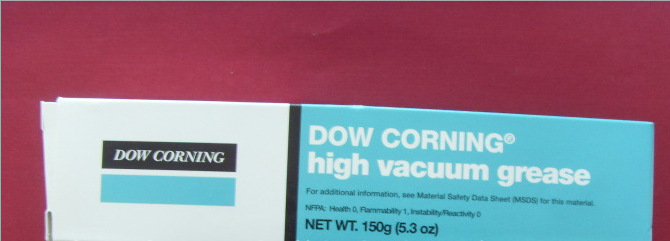 DOW CORNING
DOW CORNING®
high vacuum grease
For additional information, see Material Safety Data Sheet (MSDS) for this material.
NFPA: Health 0, Flammability 1, Instability/Reactivity 0
NET WT. 150g (5.3 oz)